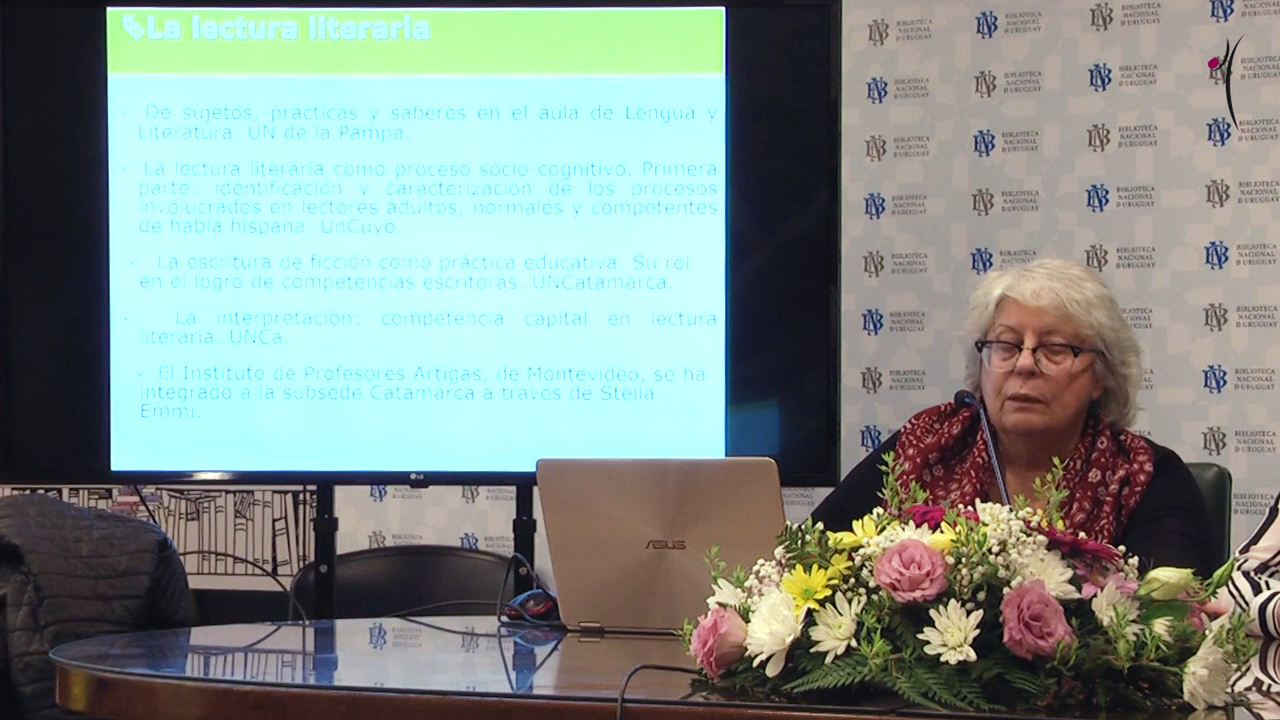 La lectura literaria
- De sujetos, prácticas y saberes en el aula de Lengua y
Literatura. UN de la Pampa.
- La lectura literaria como proceso socio-cognitivo. Primera
parte: identificación y caracterización de los procesos
involucrados en lectores adultos, normales y competentes
de habla hispana. UnCuyo.
- La escritura de ficción como práctica educativa. Su rol
en el logro de competencias escritoras. UNCatamarca.
- La interpretación: competencia capital en lectura
literaria. UNCa.
- El Instituto de Profesores Artigas, de Montevideo, se ha
integrado a la subsede Catamarca a través de Stella
Emmi.
LG
ASUS
BIBLIOTECA
NACIONAL
D URUGUAY